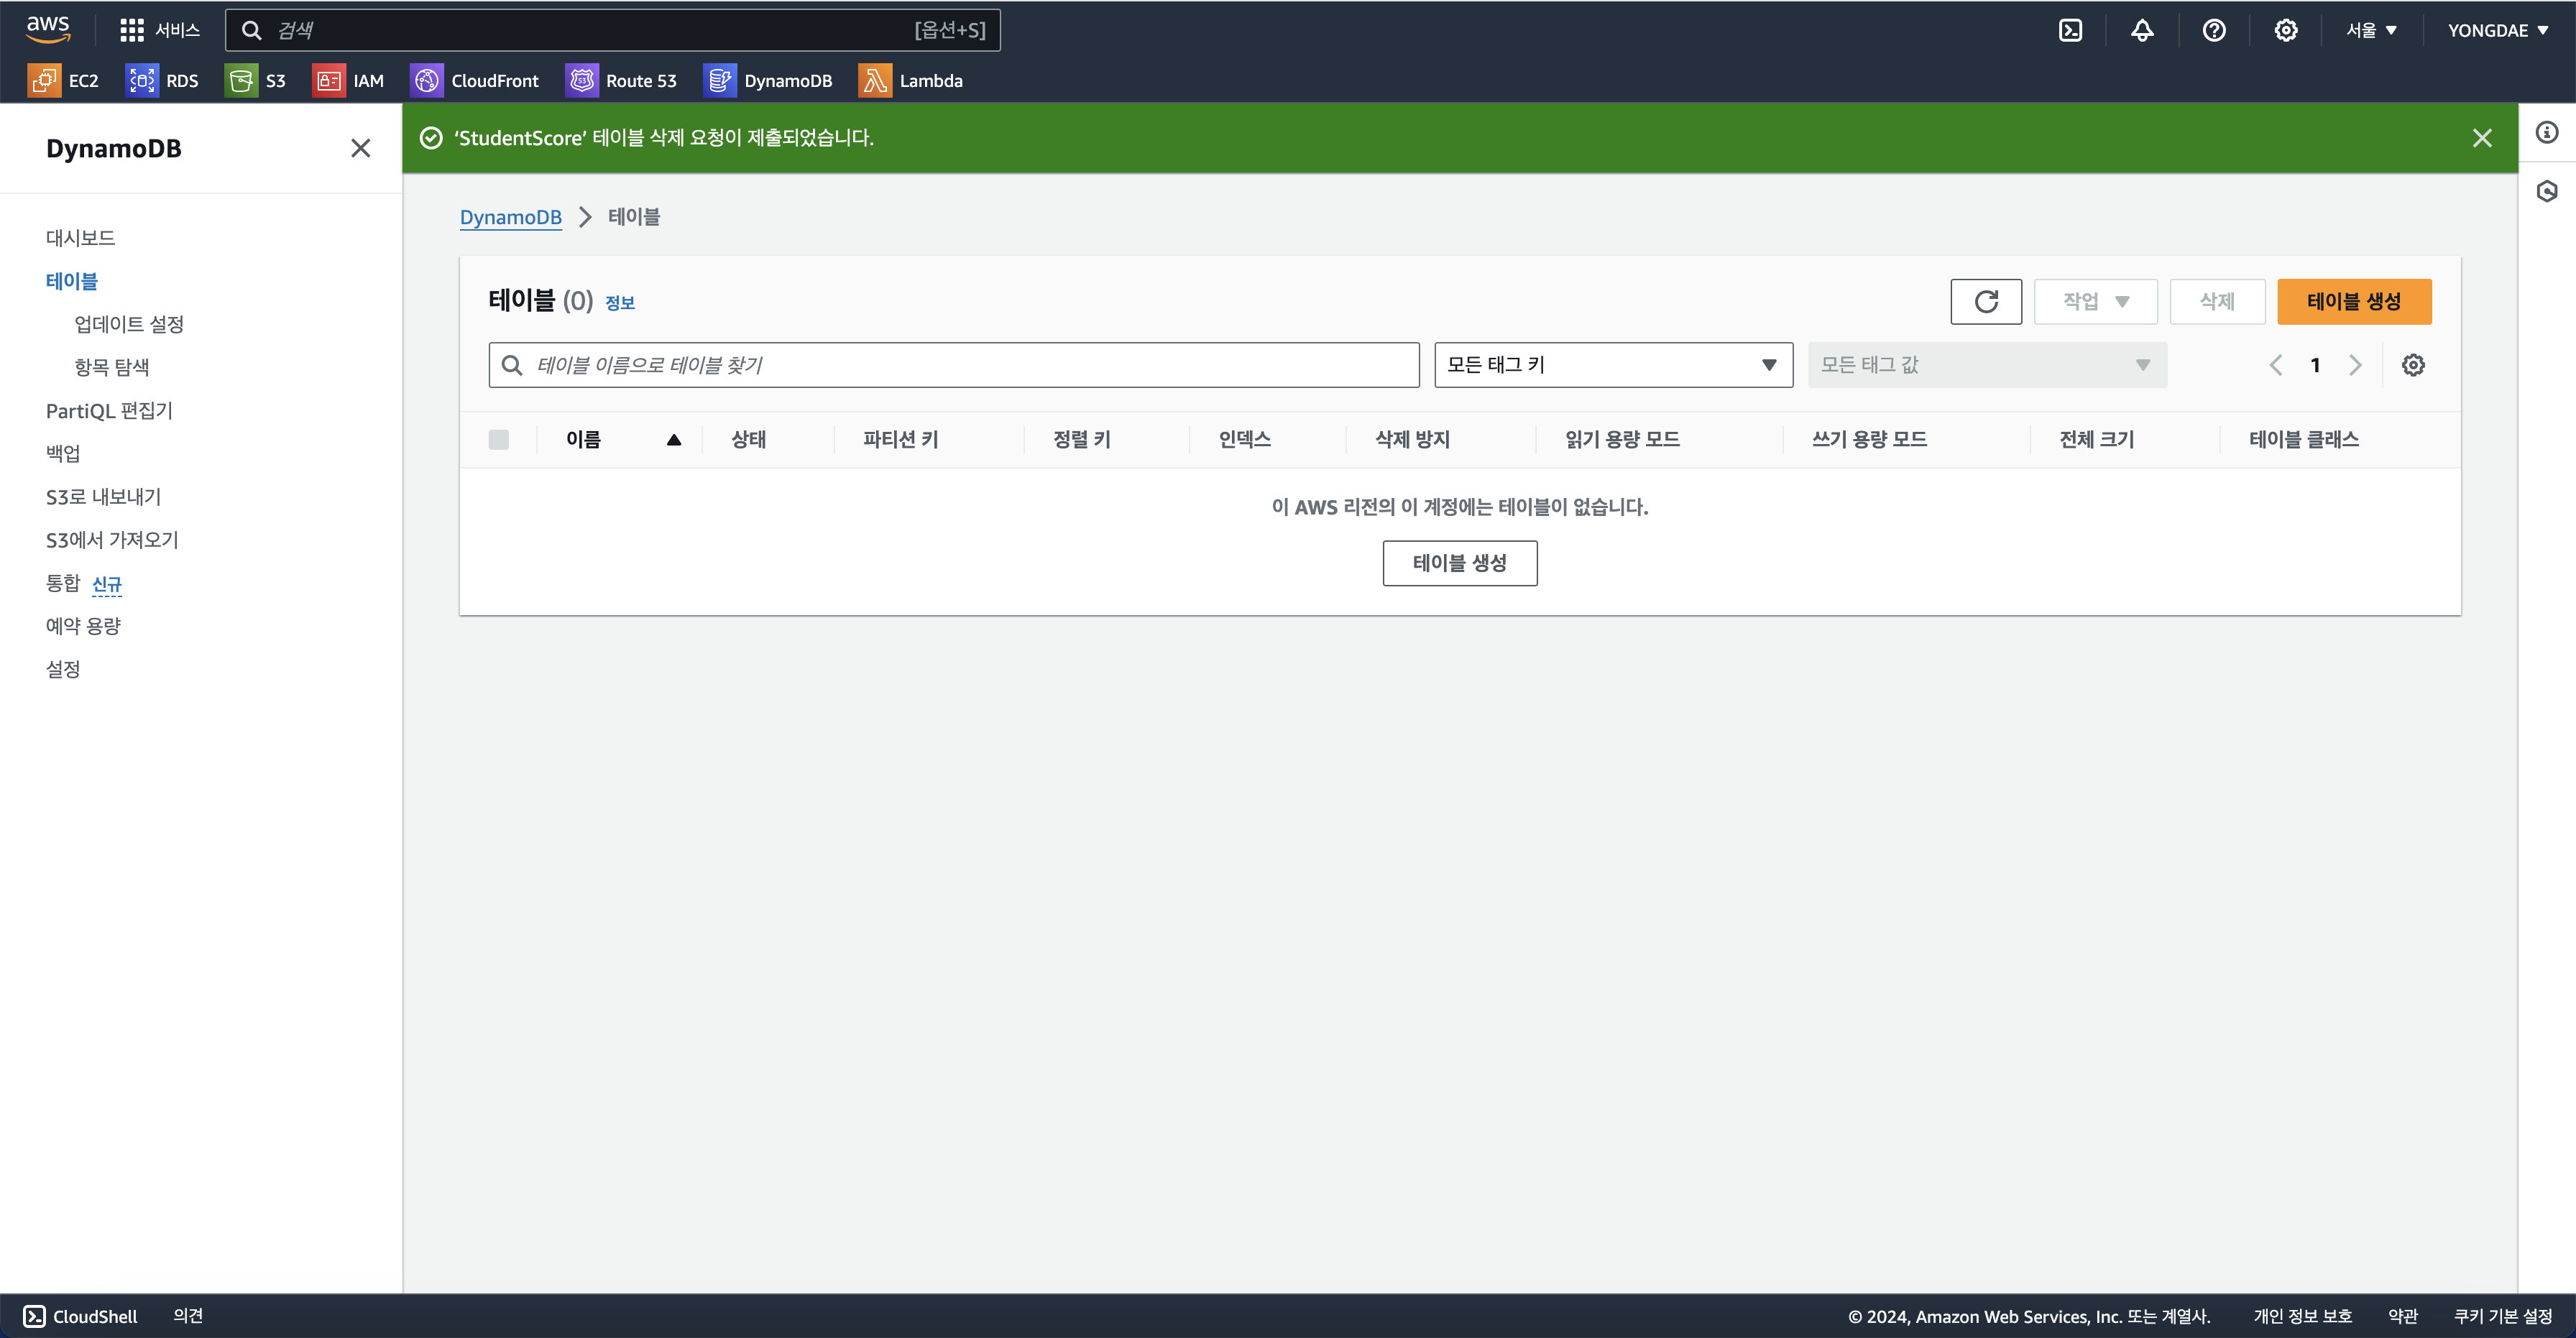 aws 서비스 검색 [옵션+S] 서울 YONGDAE
EC2 RDS S3 IAM CloudFront Route 53 DynamoDB Lambda
DynamoDB
대시보드
테이블
업데이트 설정
항목 탐색
PartiQL 편집기
백업
S3로 내보내기
S3에서 가져오기
통합 신규
예약 용량
설정
‘StudentScore’ 테이블 삭제 요청이 제출되었습니다.
DynamoDB 테이블
테이블 (0) 정보 작업 삭제 테이블 생성
테이블 이름으로 테이블 찾기 모든 태그 키 모든 태그 값 1
이름 상태 파티션 키 정렬 키 인덱스 삭제 방지 읽기 용량 모드 쓰기 용량 모드 전체 크기 테이블 클래스
이 AWS 리전의 이 계정에는 테이블이 없습니다.
테이블 생성
CloudShell 의견 © 2024, Amazon Web Services, Inc. 또는 계열사. 개인 정보 보호 약관 쿠키 기본 설정